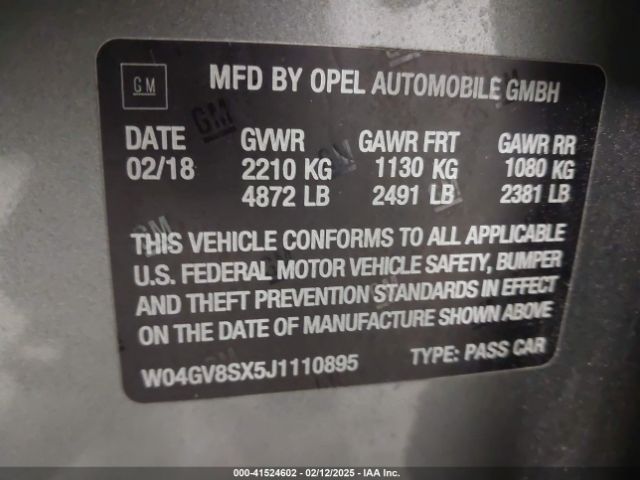 GM
MFD BY OPEL AUTOMOBILE GMBH
DATE GVWR GAWR FRT GAWR RR
02/18 2210 KG 1130 KG 1080 KG
4872 LB 2491 LB 2381 LB
THIS VEHICLE CONFORMS TO ALL APPLICABLE
U.S. FEDERAL MOTOR VEHICLE SAFETY, BUMPER
AND THEFT PREVENTION STANDARDS IN EFFECT
ON THE DATE OF MANUFACTURE SHOWN ABOVE
W04GV8SX5J1110895 TYPE: PASS CAR
000-41524602 - 02/12/2025 - IAA Inc.